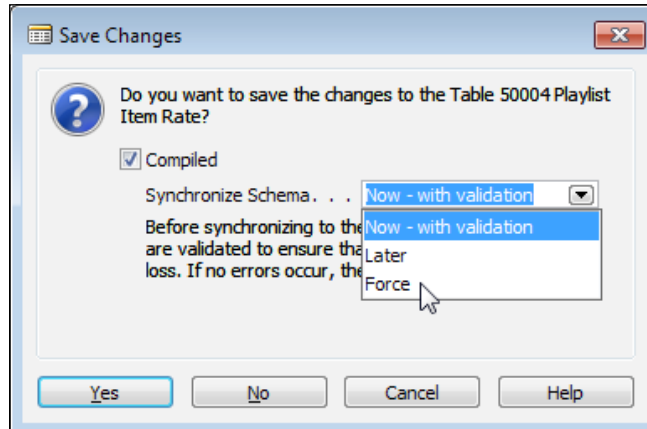 Save Changes
Do you want to save the changes to the Table 50004 Playlist
Item Rate?
Compiled
Synchronize Schema. . . Now - with validation
Before synchronizing to the
Now - with validation
are validated to ensure tha
Later
loss. If no errors occur, the
Force
Yes No Cancel Help